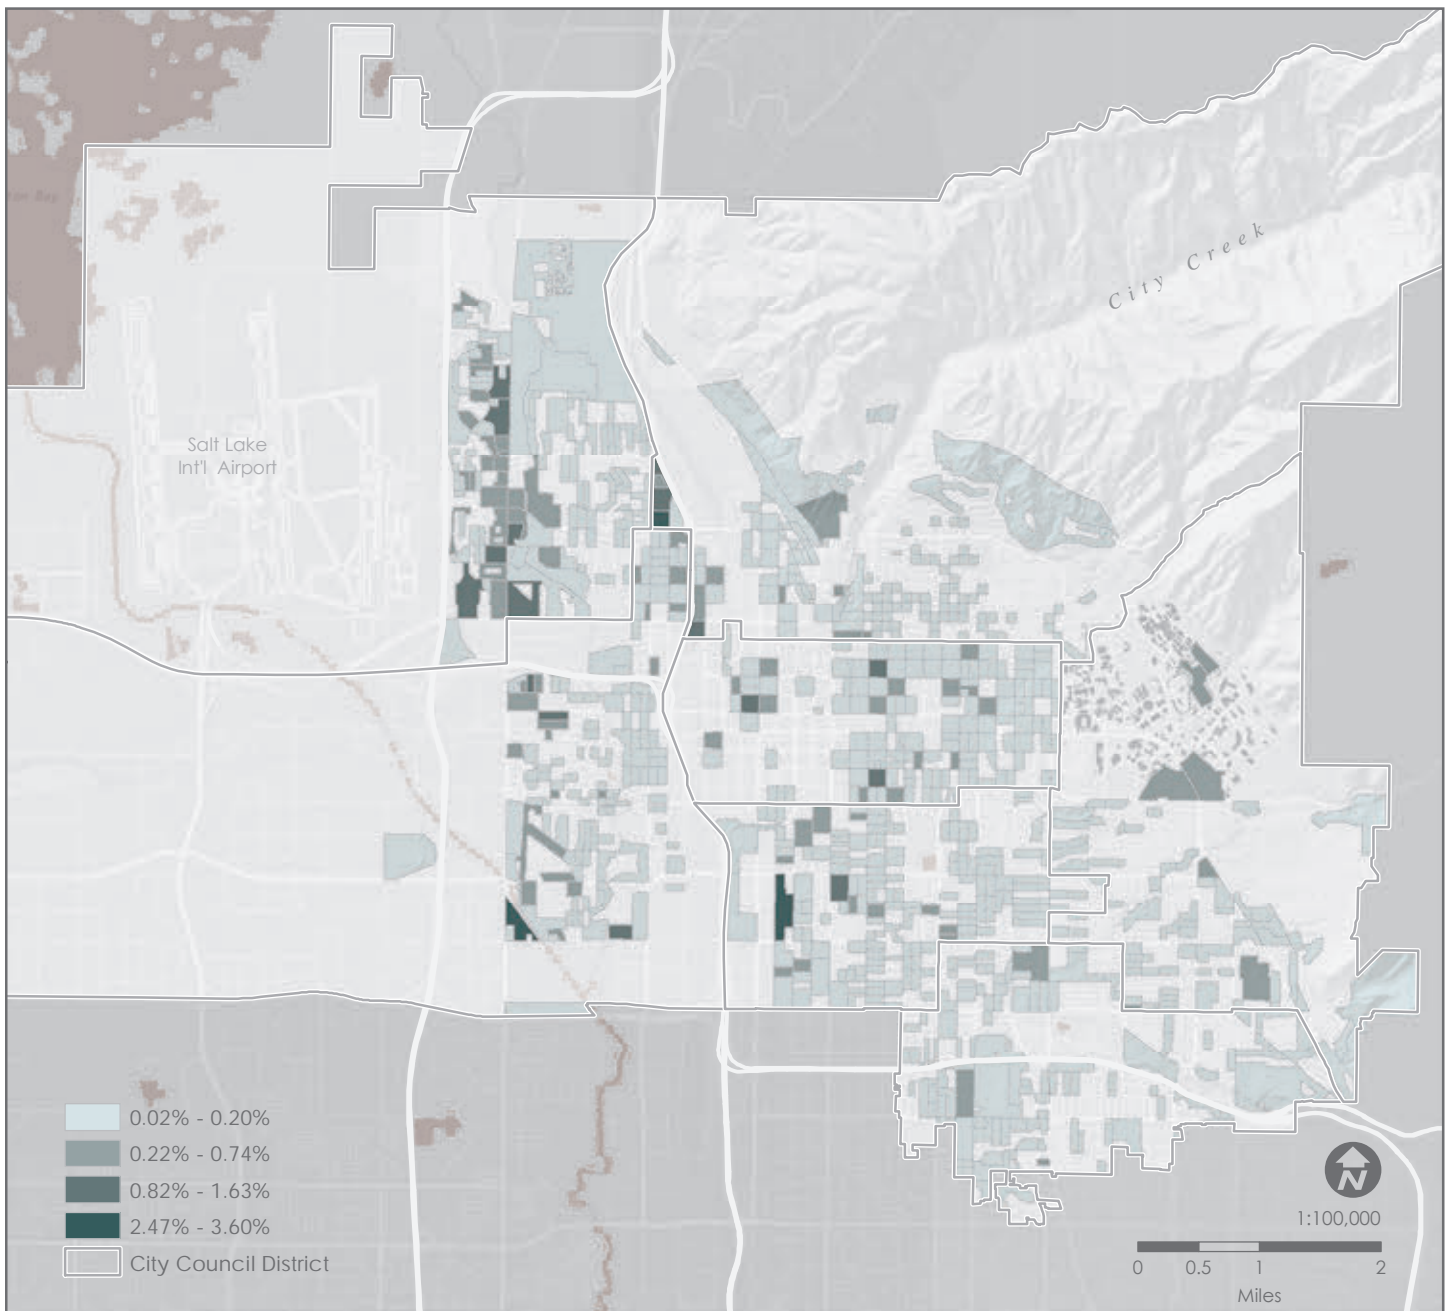 City Creek
Salt Lake
Int'l Airport
0.02% - 0.20%
0.22% - 0.74%
0.82% - 1.63%
2.47% - 3.60%
City Council District
N
1:100,000
0 0.5 1 2
Miles